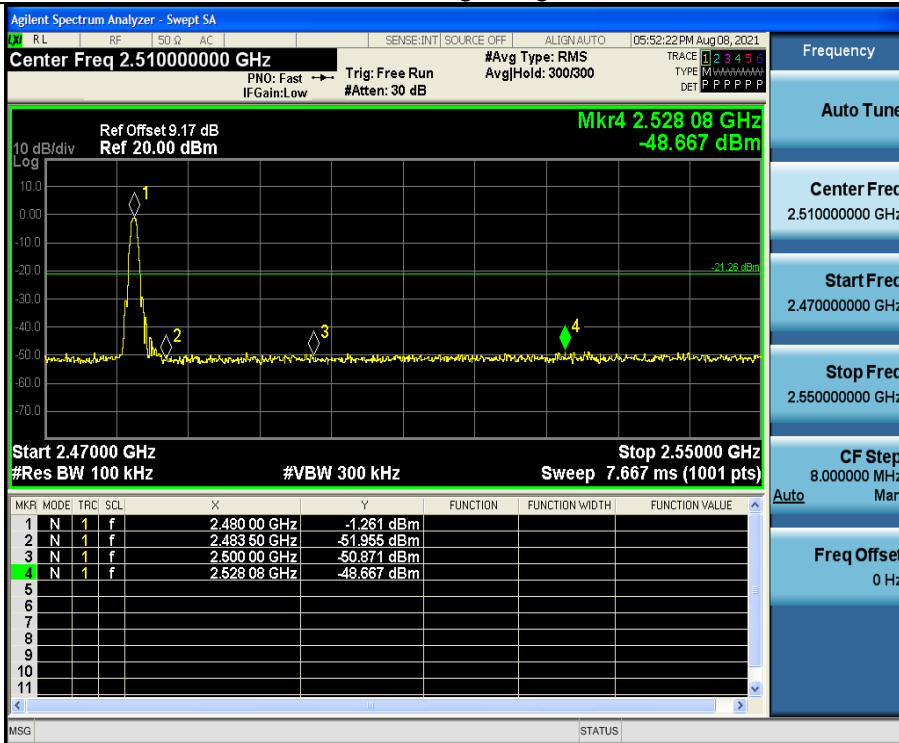 Agilent Spectrum Analyzer - Swept SA
LXI RL RF 50 Ω AC SENSE:INT SOURCE OFF ALIGN AUTO 05:52:22 PM Aug 08, 2021
Center Freq 2.510000000 GHz #Avg Type: RMS TRACE 1 2 3 4 5 6
PNO: Fast Trig: Free Run Avg|Hold: 300/300 TYPE M
IFGain:Low #Atten: 30 dB DET P P P P P P
Mkr4 2.528 08 GHz
-48.667 dBm
Ref Offset 9.17 dB
10 dB/div Ref 20.00 dBm
Log
10.0
0.00
-10.0
-20.0
-30.0
-40.0
-50.0
-60.0
-70.0
1
2
3
4
-21.26 dBm
Start 2.47000 GHz Stop 2.55000 GHz
#Res BW 100 kHz #VBW 300 kHz Sweep 7.667 ms (1001 pts)
MKR MODE TRC SCL X Y FUNCTION FUNCTION WIDTH FUNCTION VALUE
1 N 1 f 2.480 00 GHz -1.261 dBm
2 N 1 f 2.483 50 GHz -51.955 dBm
3 N 1 f 2.500 00 GHz -50.871 dBm
4 N 1 f 2.528 08 GHz -48.667 dBm
5
6
7
8
9
10
11
MSG STATUS
Frequency
Auto Tune
Center Freq
2.510000000 GHz
Start Freq
2.470000000 GHz
Stop Freq
2.550000000 GHz
CF Step
8.000000 MHz
Auto Man
Freq Offset
0 Hz